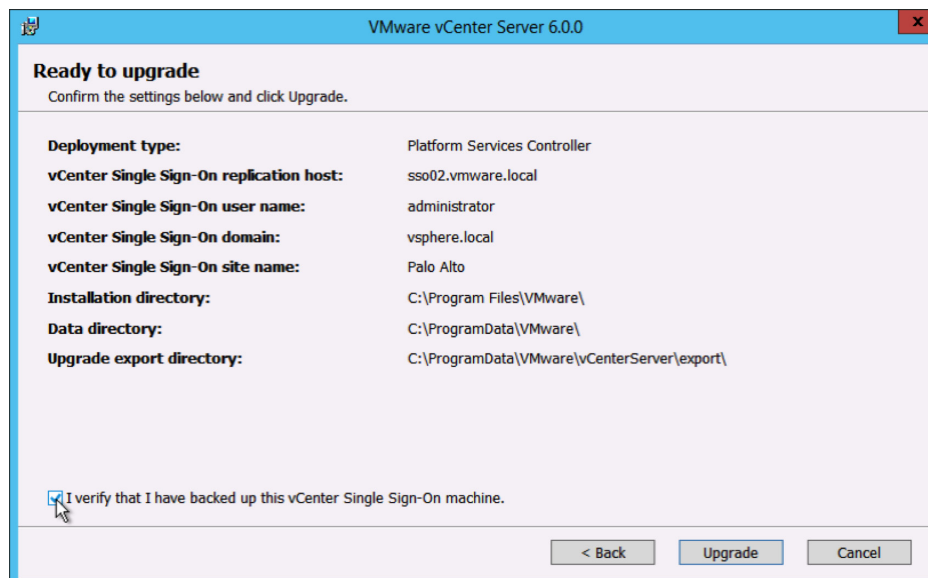 VMware vCenter Server 6.0.0
x
Ready to upgrade
Confirm the settings below and click Upgrade.
Deployment type: Platform Services Controller
vCenter Single Sign-On replication host: sso02.vmware.local
vCenter Single Sign-On user name: administrator
vCenter Single Sign-On domain: vsphere.local
vCenter Single Sign-On site name: Palo Alto
Installation directory: C:\Program Files\VMware\
Data directory: C:\ProgramData\VMware\
Upgrade export directory: C:\ProgramData\VMware\vCenterServer\export\
I verify that I have backed up this vCenter Single Sign-On machine.
< Back Upgrade Cancel